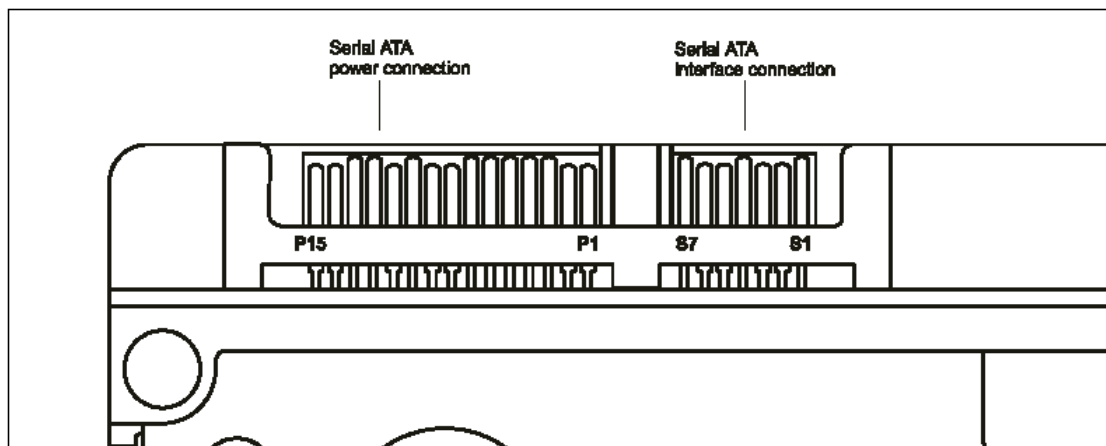 Serial ATA
power connection
Serial ATA
Interface connection
P15 P1 S7 S1